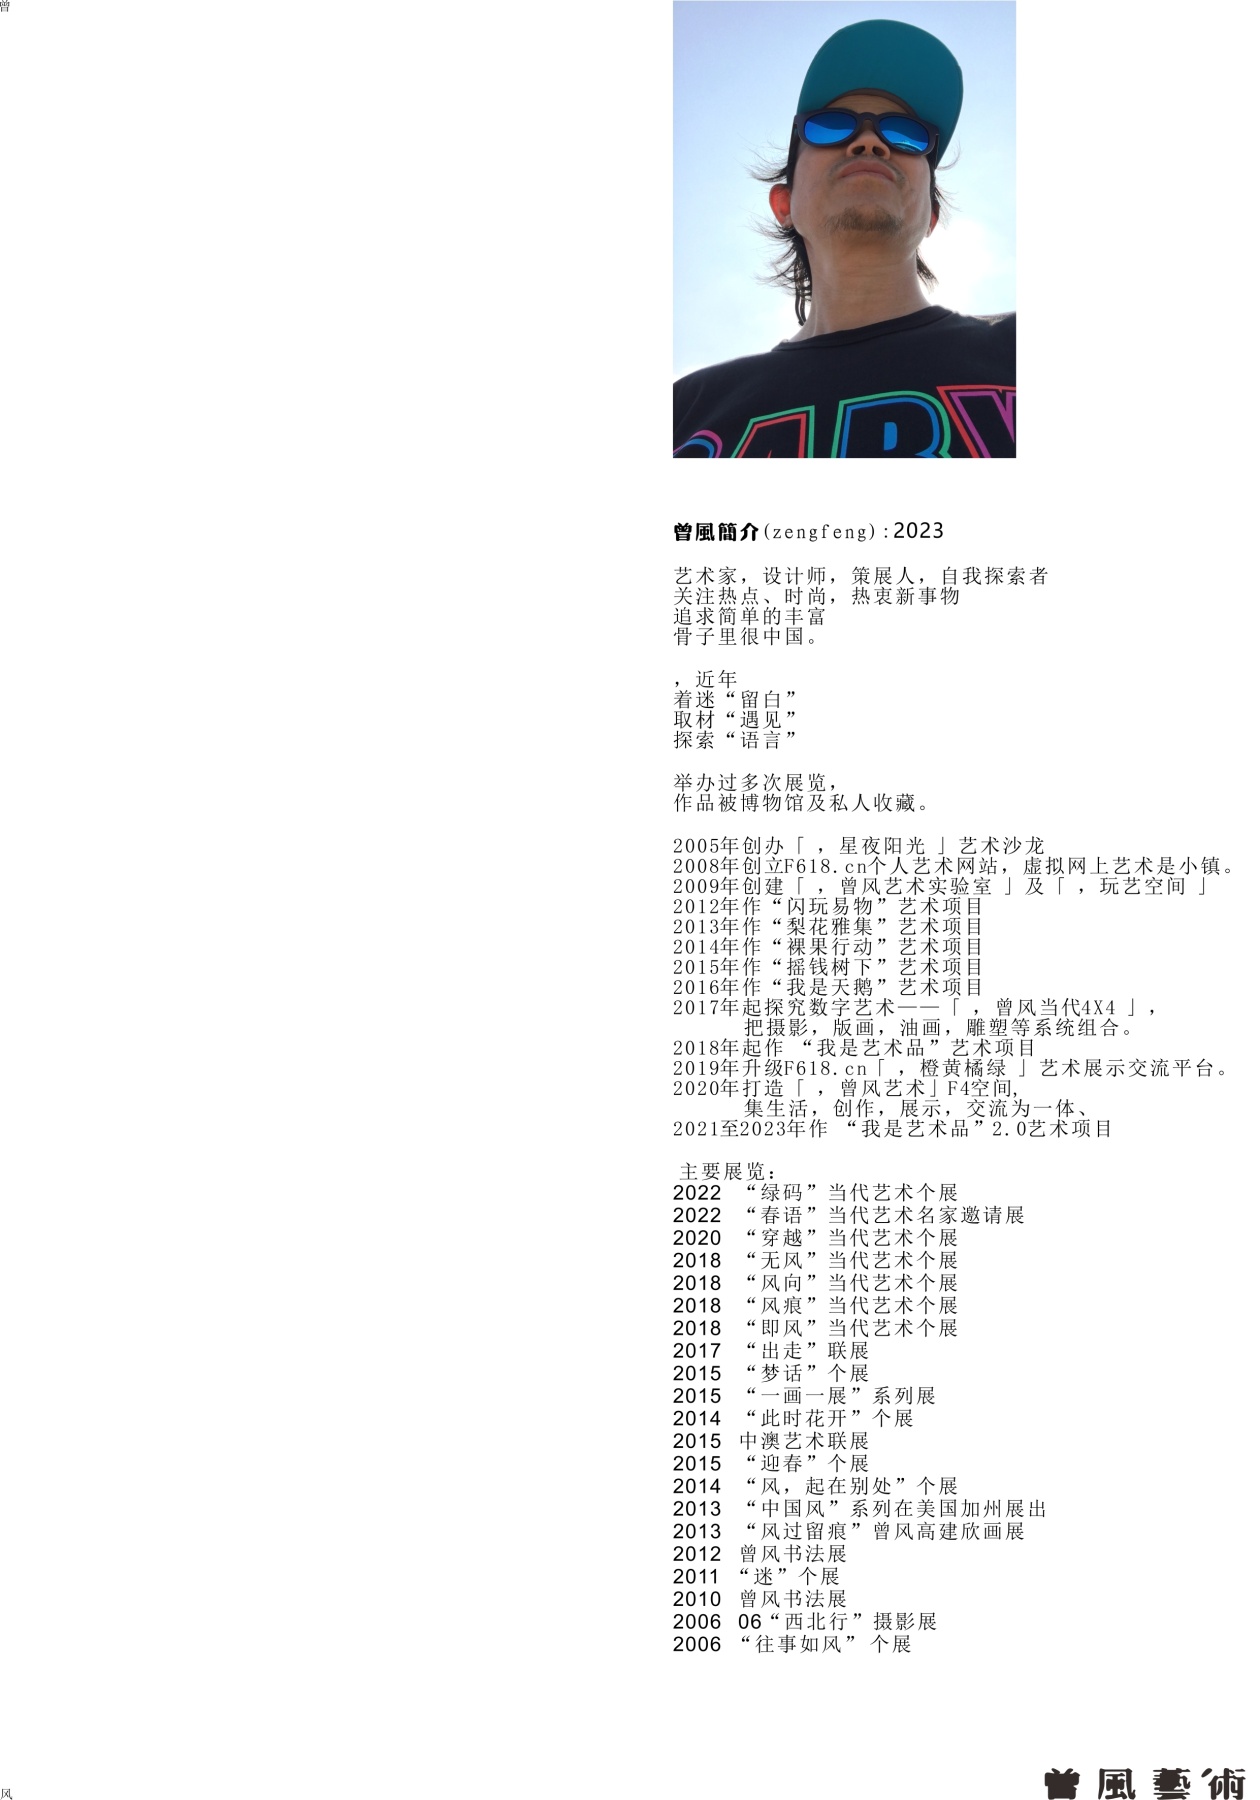 曾
ABY
曾風簡介(zengfeng):2023
艺术家，设计师，策展人，自我探索者
关注热点、时尚，热衷新事物
追求简单的丰富
骨子里很中国。
，近年
着迷“留白”
取材“遇见”
探索“语言”
举办过多次展览，
作品被博物馆及私人收藏。
2005年创办「 ，星夜阳光 」艺术沙龙
2008年创立F618.cn个人艺术网站，虚拟网上艺术是小镇。
2009年创建「 ，曾风艺术实验室 」及「 ，玩艺空间 」
2012年作“闪玩易物”艺术项目
2013年作“梨花雅集”艺术项目
2014年作“裸果行动”艺术项目
2015年作“摇钱树下”艺术项目
2016年作“我是天鹅”艺术项目
2017年起探究数字艺术——「 ，曾风当代4X4 」，
把摄影，版画，油画，雕塑等系统组合。
2018年起作 “我是艺术品”艺术项目
2019年升级F618.cn「 ，橙黄橘绿 」艺术展示交流平台。
2020年打造「 ，曾风艺术」F4空间,
集生活，创作，展示，交流为一体、
2021至2023年作 “我是艺术品”2.0艺术项目
主要展览：
2022 “绿码”当代艺术个展
2022 “春语”当代艺术名家邀请展
2020 “穿越”当代艺术个展
2018 “无风”当代艺术个展
2018 “风向”当代艺术个展
2018 “风痕”当代艺术个展
2018 “即风”当代艺术个展
2017 “出走”联展
2015 “梦话”个展
2015 “一画一展”系列展
2014 “此时花开”个展
2015 中澳艺术联展
2015 “迎春”个展
2014 “风，起在别处”个展
2013 “中国风”系列在美国加州展出
2013 “风过留痕”曾风高建欣画展
2012 曾风书法展
2011 “迷”个展
2010 曾风书法展
2006 06“西北行”摄影展
2006 “往事如风” 个展
风
曾風藝術